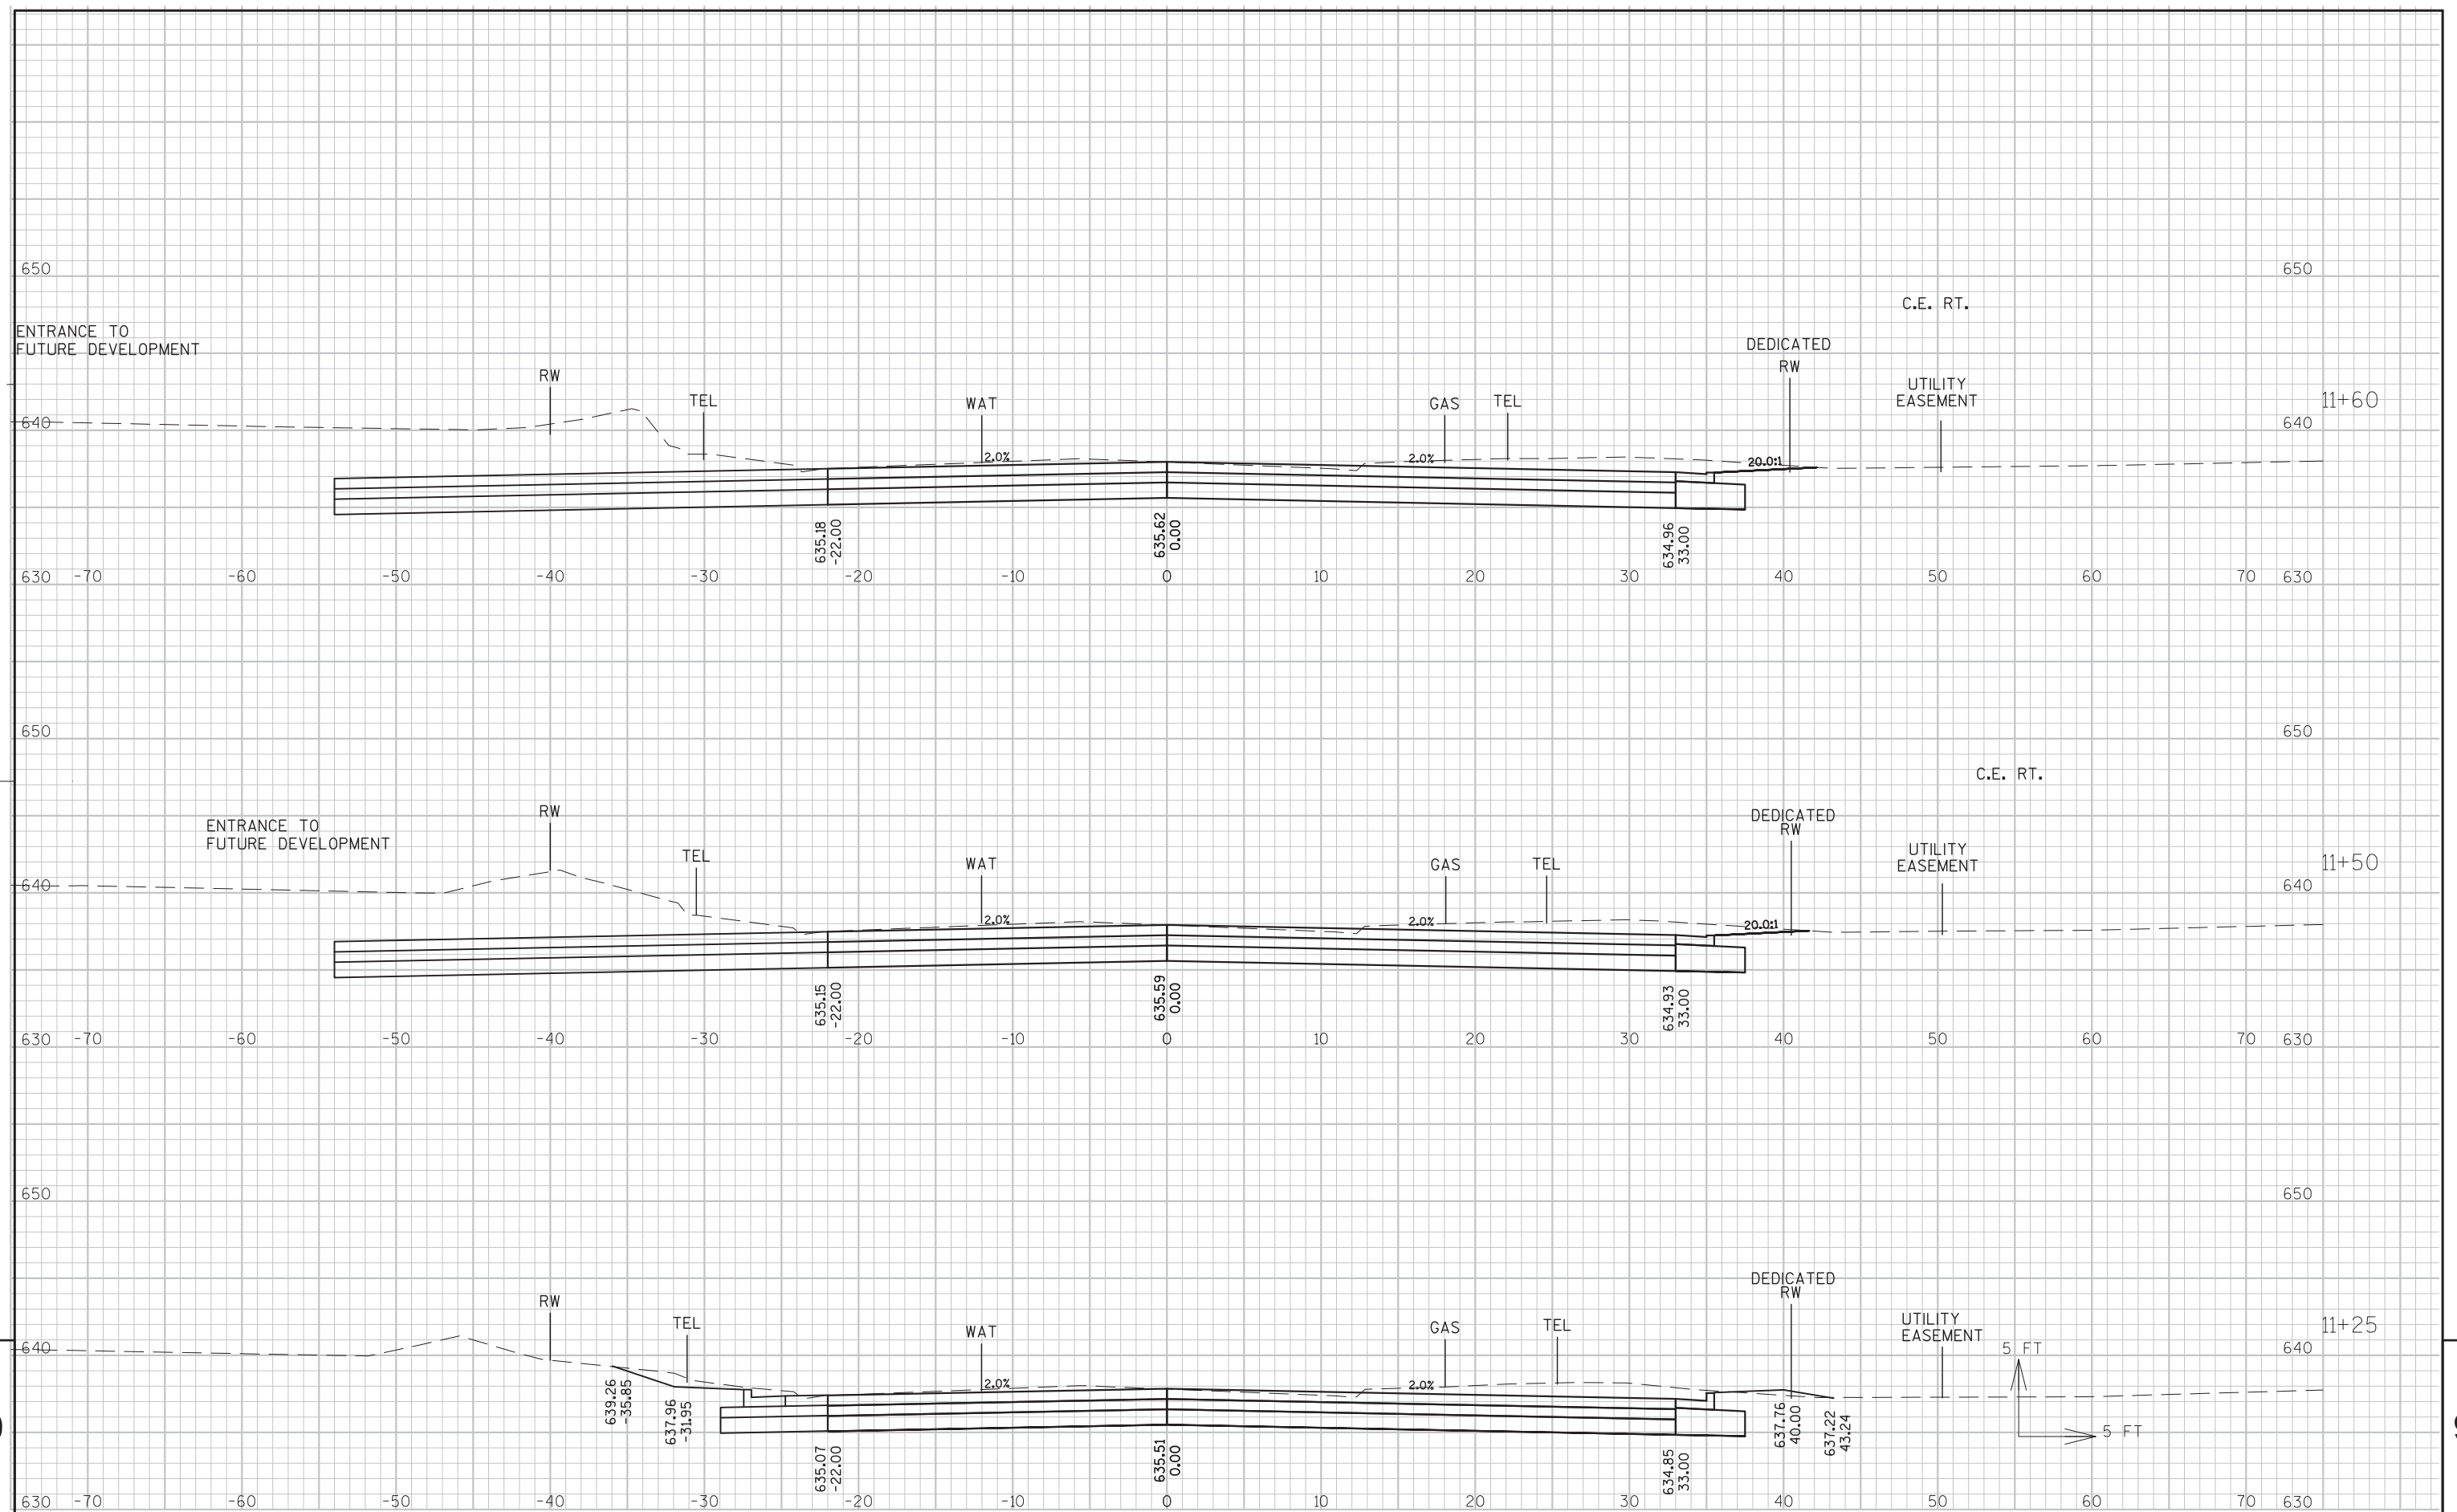 650 650
C.E. RT.
ENTRANCE TO
FUTURE DEVELOPMENT
DEDICATED
RW
RW
TEL
WAT
GAS
TEL
UTILITY
EASEMENT
11+60
640 640
2.0%
2.0%
20.0:1
635.18
-22.00
635.62
0.00
634.96
33.00
630 -70 -60 -50 -40 -30 -20 -10 0 10 20 30 40 50 60 70 630
650 650
C.E. RT.
ENTRANCE TO
FUTURE DEVELOPMENT
RW
DEDICATED
RW
TEL
WAT
GAS
TEL
UTILITY
EASEMENT
11+50
640 640
2.0%
2.0%
20.0:1
635.15
-22.00
635.59
0.00
634.93
33.00
630 -70 -60 -50 -40 -30 -20 -10 0 10 20 30 40 50 60 70 630
650 650
DEDICATED
RW
RW
TEL
WAT
GAS
TEL
UTILITY
EASEMENT
11+25
640 640
5 FT
5 FT
2.0%
2.0%
639.26
-35.85
637.96
-31.95
635.07
-22.00
635.51
0.00
634.85
33.00
637.76
40.00
637.22
43.24
630 -70 -60 -50 -40 -30 -20 -10 0 10 20 30 40 50 60 70 630